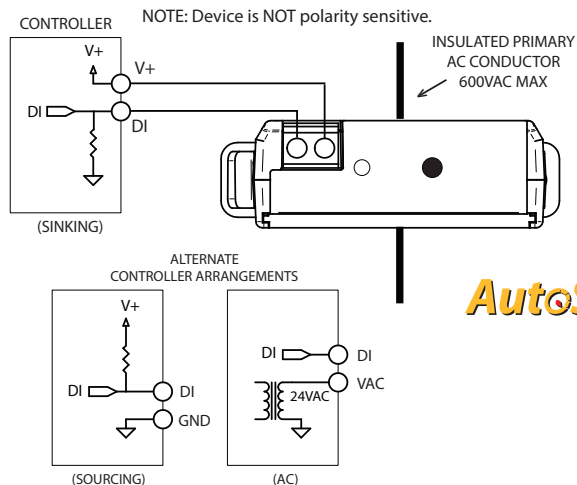 NOTE: Device is NOT polarity sensitive.
CONTROLLER
V+
V+
DI
DI
(SINKING)
INSULATED PRIMARY
AC CONDUCTOR
600VAC MAX
ALTERNATE
CONTROLLER ARRANGEMENTS
V+
DI
DI
GND
(SOURCING)
DI
DI
VAC
24VAC
(AC)
AutoS